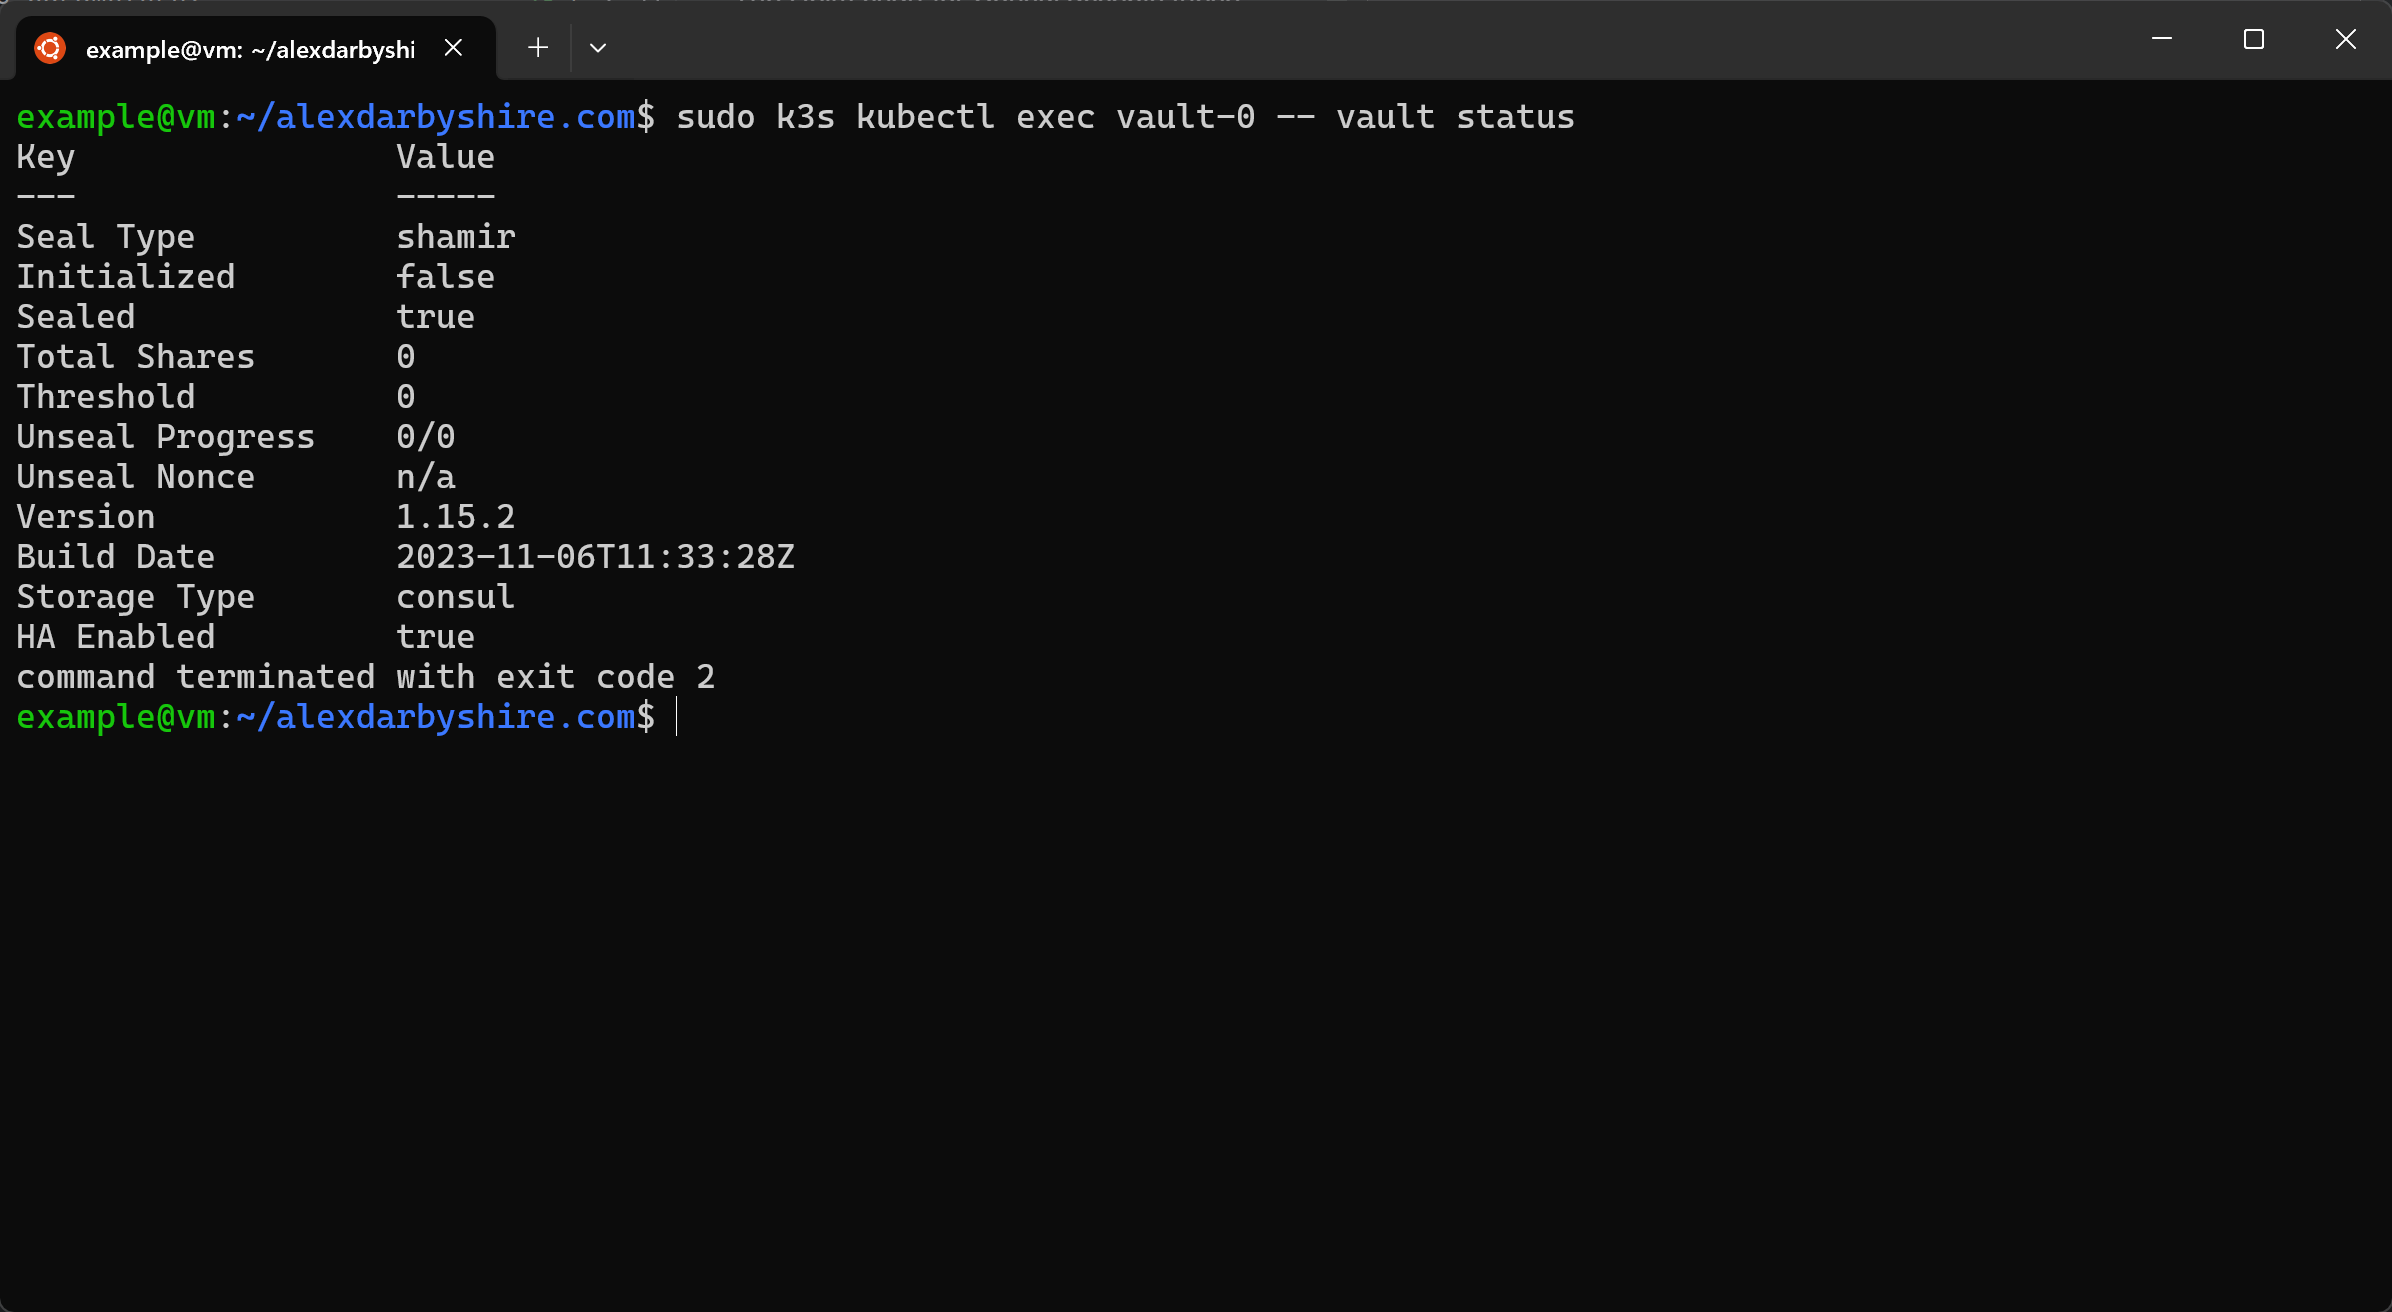 example@vm: ~/alexdarbyshi
example@vm:~/alexdarbyshire.com$ sudo k3s kubectl exec vault-0 -- vault status
Key                Value
---                -----
Seal Type          shamir
Initialized        false
Sealed             true
Total Shares       0
Threshold          0
Unseal Progress    0/0
Unseal Nonce       n/a
Version            1.15.2
Build Date         2023-11-06T11:33:28Z
Storage Type       consul
HA Enabled         true
command terminated with exit code 2
example@vm:~/alexdarbyshire.com$